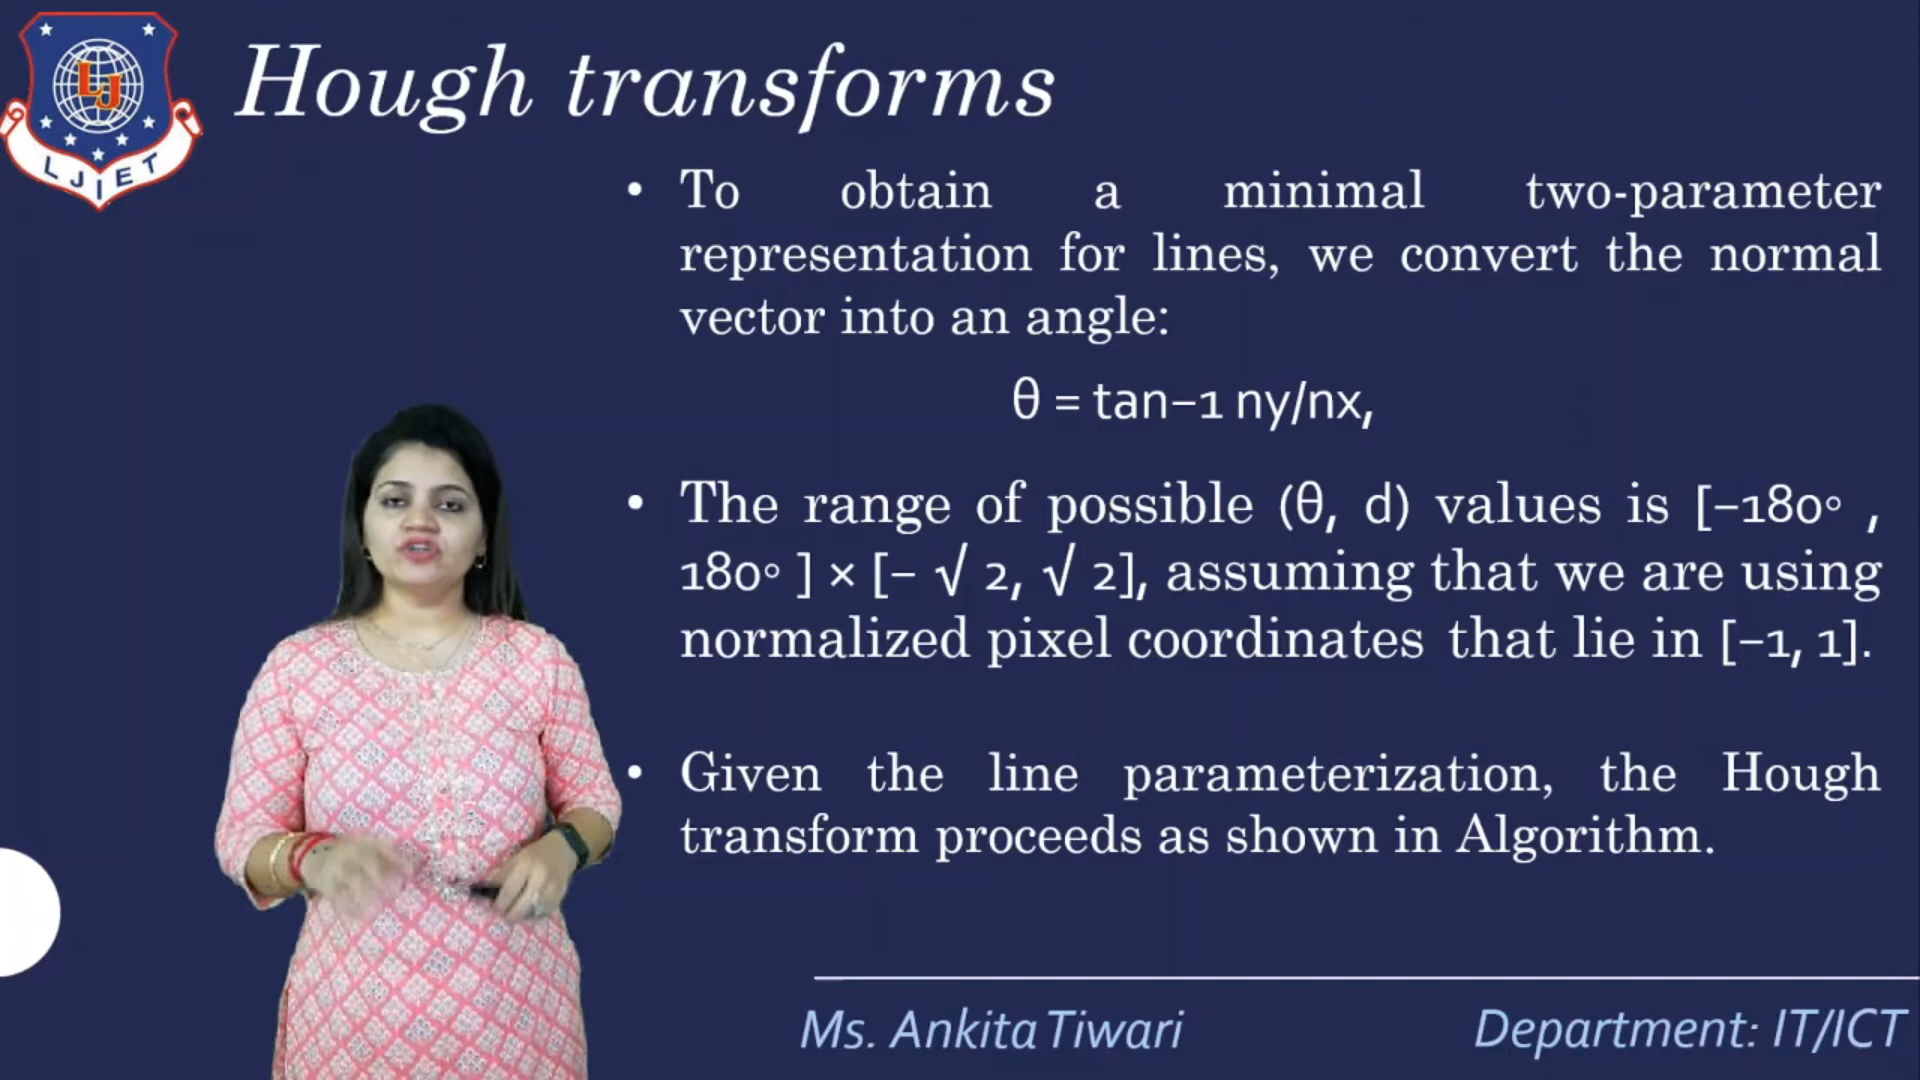 LJ
LJIET
Hough transforms
• To obtain a minimal two-parameter
representation for lines, we convert the normal
vector into an angle:
θ = tan−1 ny/nx,
• The range of possible (θ, d) values is [−180◦ ,
180◦ ] × [− √ 2, √ 2], assuming that we are using
normalized pixel coordinates that lie in [−1, 1].
• Given the line parameterization, the Hough
transform proceeds as shown in Algorithm.
Ms. Ankita Tiwari
Department: IT/ICT